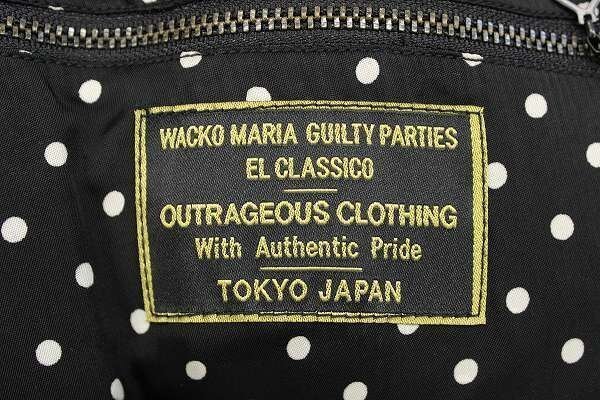 WACKO MARIA GUILTY PARTIES
EL CLASSICO
OUTRAGEOUS CLOTHING
With Authentic Pride
TOKYO JAPAN